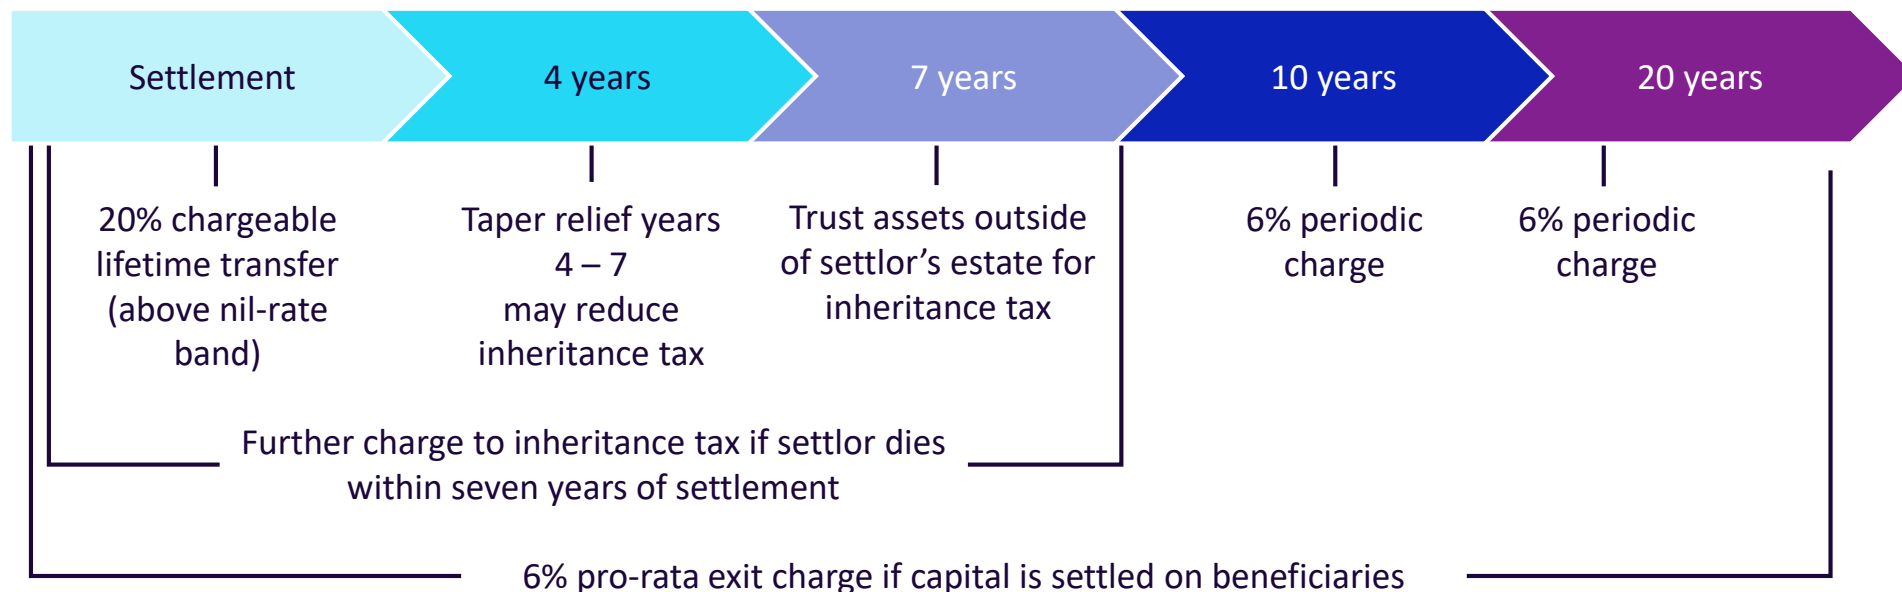 Settlement
4 years
7 years
10 years
20 years
20% chargeable
lifetime transfer
(above nil-rate
band)
Taper relief years
4 – 7
may reduce
inheritance tax
Trust assets outside
of settlor’s estate for
inheritance tax
6% periodic
charge
6% periodic
charge
Further charge to inheritance tax if settlor dies
within seven years of settlement
6% pro-rata exit charge if capital is settled on beneficiaries